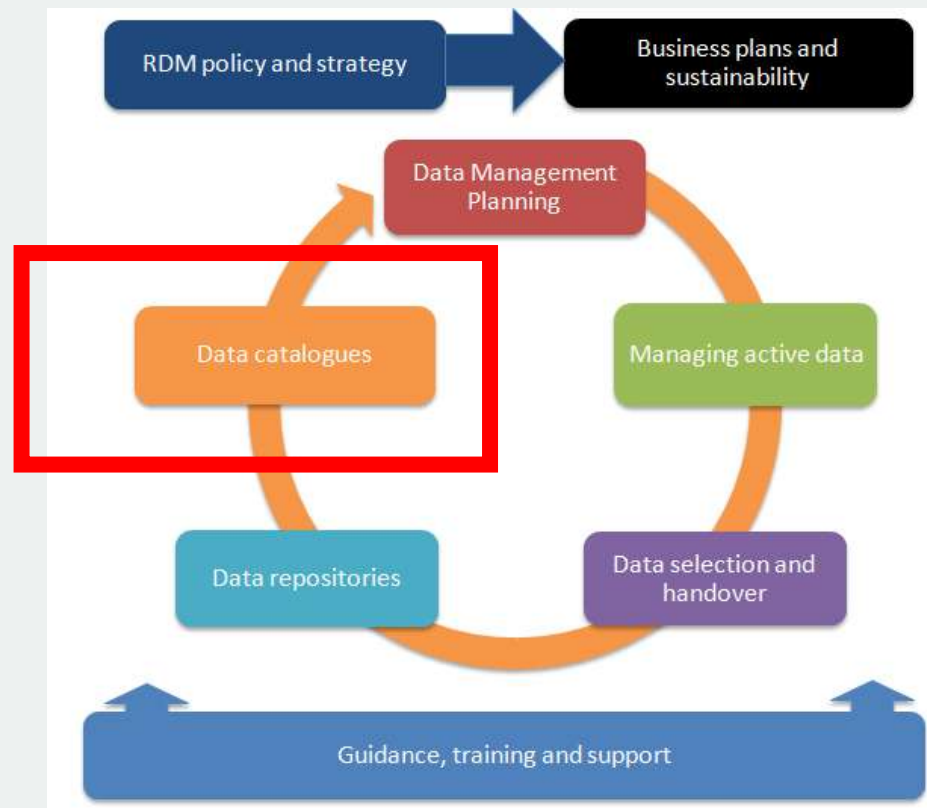 RDM policy and strategy
Business plans and
sustainability
Data Management
Planning
Data catalogues
Managing active data
Data repositories
Data selection and
handover
Guidance, training and support